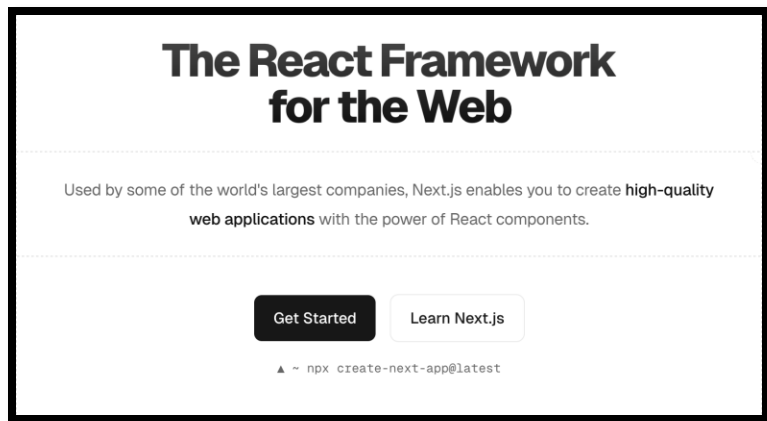 The React Framework
for the Web
Used by some of the world's largest companies, Next.js enables you to create high-quality
web applications with the power of React components.
Get Started
Learn Next.js
▲ ~ npx create-next-app@latest